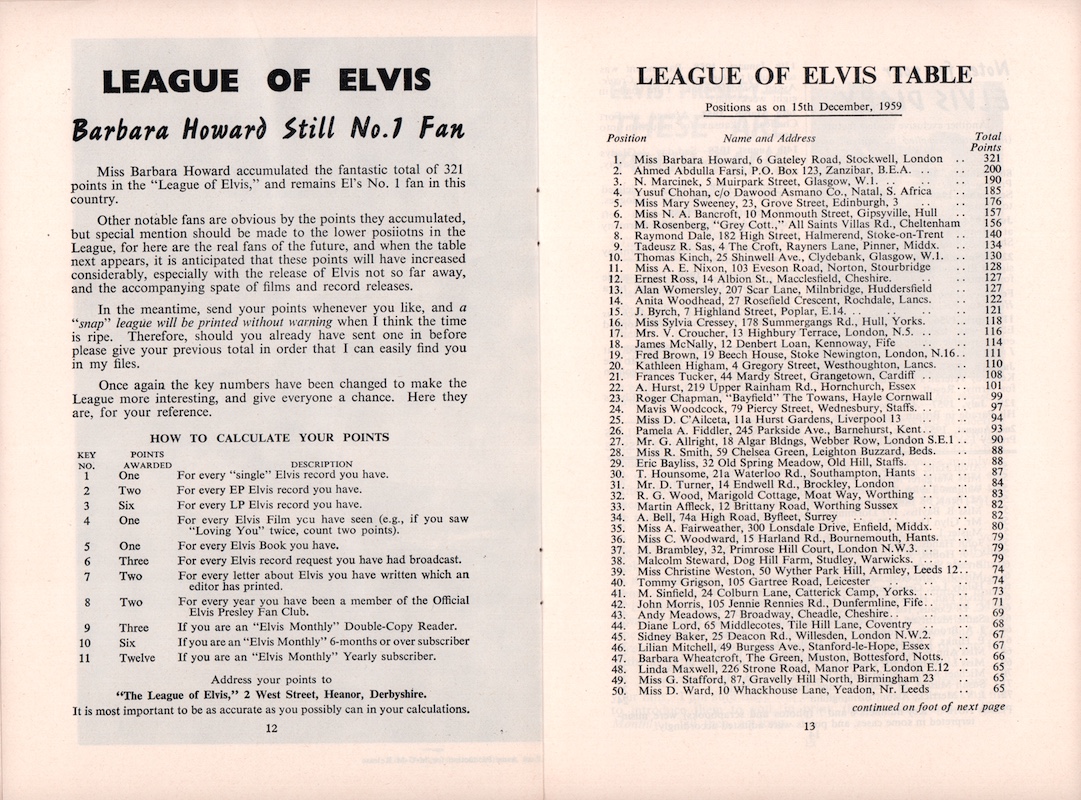 LEAGUE OF ELVIS
Barbara Howard Still No.1 Fan
Miss Barbara Howard accumulated the fantastic total of 321
points in the "League of Elvis," and remains El's No. 1 fan in this
country.
Other notable fans are obvious by the points they accumulated,
but special mention should be made to the lower posiitons in the
League, for here are the real fans of the future, and when the table
next appears, it is anticipated that these points will have increased
considerably, especially with the release of Elvis not so far away,
and the accompanying spate of films and record releases.
In the meantime, send your points whenever you like, and a
"snap" league will be printed without warning when I think the time
is ripe. Therefore, should you already have sent one in before
please give your previous total in order that I can easily find you
in my files.
Once again the key numbers have been changed to make the
League more interesting, and give everyone a chance. Here they
are, for your reference.
HOW TO CALCULATE YOUR POINTS
KEY POINTS
NO. AWARDED DESCRIPTION
1 One For every "single" Elvis record you have.
2 Two For every EP Elvis record you have.
3 Six For every LP Elvis record you have.
4 One For every Elvis Film ycu have seen (e.g., if you saw
"Loving You" twice, count two points).
5 One For every Elvis Book you have.
6 Three For every Elvis record request you have had broadcast.
7 Two For every letter about Elvis you have written which an
editor has printed.
8 Two For every year you have been a member of the Official
Elvis Presley Fan Club.
9 Three If you are an "Elvis Monthly" Double-Copy Reader.
10 Six If you are an "Elvis Monthly" 6-months or over subscriber
11 Twelve If you are an "Elvis Monthly" Yearly subscriber.
Address your points to
"The League of Elvis," 2 West Street, Heanor, Derbyshire.
It is most important to be as accurate as you possibly can in your calculations.
12
LEAGUE OF ELVIS TABLE
Positions as on 15th December, 1959
Position Name and Address Total
Points
1. Miss Barbara Howard, 6 Gateley Road, Stockwell, London .. 321
2. Ahmed Abdulla Farsi, P.O. Box 123, Zanzibar, B.E.A. .. .. 200
3. N. Marcinek, 5 Muirpark Street, Glasgow, W.1. .. .. .. 190
4. Yusuf Chohan, c/o Dawood Asmano Co., Natal, S. Africa .. 185
5. Miss Mary Sweeney, 23, Grove Street, Edinburgh, 3 .. .. 176
6. Miss N. A. Bancroft, 10 Monmouth Street, Gipsyville, Hull .. 157
7. M. Rosenberg, "Grey Cott.," All Saints Villas Rd., Cheltenham 156
8. Raymond Dale, 182 High Street, Halmerend, Stoke-on-Trent .. 140
9. Tadeusz R. Sas, 4 The Croft, Rayners Lane, Pinner, Middx. .. 134
10. Thomas Kinch, 25 Shinwell Ave., Clydebank, Glasgow, W.1. .. 130
11. Miss A. E. Nixon, 103 Eveson Road, Norton, Stourbridge .. 128
12. Ernest Ross, 14 Albion St., Macclesfield, Cheshire. .. .. 127
13. Alan Womersley, 207 Scar Lane, Milnbridge, Huddersfield .. 127
14. Anita Woodhead, 27 Rosefield Crescent, Rochdale, Lancs. .. 122
15. J. Byrch, 7 Highland Street, Poplar, E.14. .. .. .. 121
16. Miss Sylvia Cressey, 178 Summergangs Rd., Hull, Yorks. .. 118
17. Mrs. V. Croucher, 13 Highbury Terrace, London, N.5. .. .. 116
18. James McNally, 12 Denbert Loan, Kennoway, Fife .. .. 114
19. Fred Brown, 19 Beech House, Stoke Newington, London, N.16.. 111
20. Kathleen Higham, 4 Gregory Street, Westhoughton, Lancs. .. 110
21. Frances Tucker, 44 Mardy Street, Grangetown, Cardiff .. .. 108
22. A. Hurst, 219 Upper Rainham Rd., Hornchurch, Essex .. 101
23. Roger Chapman, "Bayfield" The Towans, Hayle Cornwall .. 99
24. Mavis Woodcock, 79 Piercy Street, Wednesbury, Staffs. .. .. 97
25. Miss D. C'Ailceta, 11a Hurst Gardens, Liverpool 13 .. .. 94
26. Pamela A. Fiddler, 245 Parkside Ave., Barnehurst, Kent.. .. 93
27. Mr. G. Allright, 18 Algar Bldngs, Webber Row, London S.E.1 .. 90
28. Miss R. Smith, 59 Chelsea Green, Leighton Buzzard, Beds. .. 88
29. Eric Bayliss, 32 Old Spring Meadow, Old Hill, Staffs. .. .. 88
30. T. Hounsome, 21a Waterloo Rd., Southampton, Hants .. .. 87
31. Mr. D. Turner, 14 Endwell Rd., Brockley, London .. .. 84
32. R. G. Wood, Marigold Cottage, Moat Way, Worthing .. .. 83
33. Martin Affleck, 12 Brittany Road, Worthing Sussex .. .. 82
34. A. Bell, 74a High Road, Byfleet, Surrey .. .. .. .. 82
35. Miss A. Fairweather, 300 Lonsdale Drive, Enfield, Middx. .. 80
36. Miss C. Woodward, 15 Harland Rd., Bournemouth, Hants. .. 79
37. M. Brambley, 32, Primrose Hill Court, London N.W.3. .. .. 79
38. Malcolm Steward, Dog Hill Farm, Studley, Warwicks. .. .. 79
39. Miss Christine Weston, 50 Wyther Park Hill, Armley, Leeds 12.. 74
40. Tommy Grigson, 105 Gartree Road, Leicester .. .. 74
41. M. Sinfield, 24 Colburn Lane, Catterick Camp, Yorks. .. .. 73
42. John Morris, 105 Jennie Rennies Rd., Dunfermline, Fife.. .. 71
43. Andy Meadows, 27 Broadway, Cheadle, Cheshire.. .. .. 69
44. Diane Lord, 65 Middlecotes, Tile Hill Lane, Coventry .. .. 68
45. Sidney Baker, 25 Deacon Rd., Willesden, London N.W.2. .. 67
46. Lilian Mitchell, 49 Burgess Ave., Stanford-le-Hope, Essex .. 67
47. Barbara Wheatcroft, The Green, Muston, Bottesford, Notts. .. 66
48. Linda Maxwell, 226 Strone Road, Manor Park, London E.12 .. 65
49. Miss G. Stafford, 87, Gravelly Hill North, Birmingham 23 .. 65
50. Miss D. Ward, 10 Whackhouse Lane, Yeadon, Nr. Leeds .. 65
continued on foot of next page
13